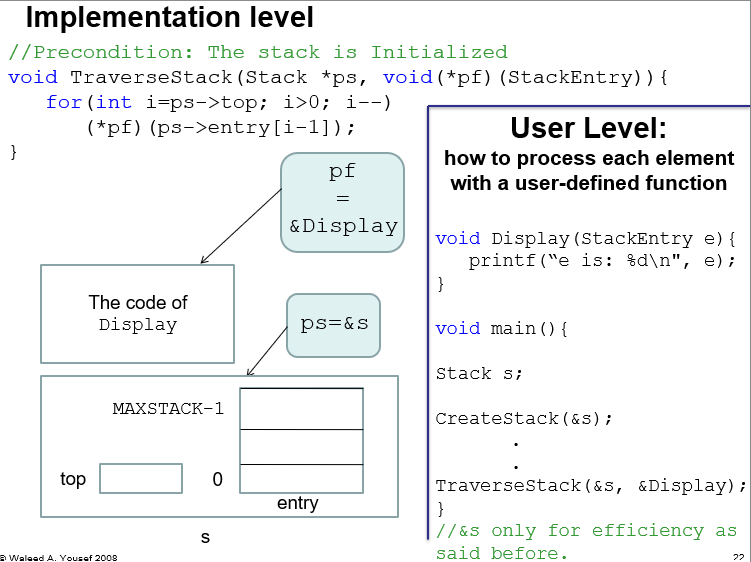 Implementation level
//Precondition: The stack is Initialized
void TraverseStack(Stack *ps, void(*pf)(StackEntry)){
for(int i=ps->top; i>0; i--)
(*pf)(ps->entry[i-1]);
}
pf
=
&Display
The code of
Display
ps=&s
MAXSTACK-1
top
0
entry
s
User Level:
how to process each element
with a user-defined function
void Display(StackEntry e){
printf(“e is: %d\n", e);
}
void main(){
Stack s;
CreateStack(&s);
.
.
TraverseStack(&s, &Display);
}
//&s only for efficiency as
said before.
© Waleed A. Yousef 2008
22